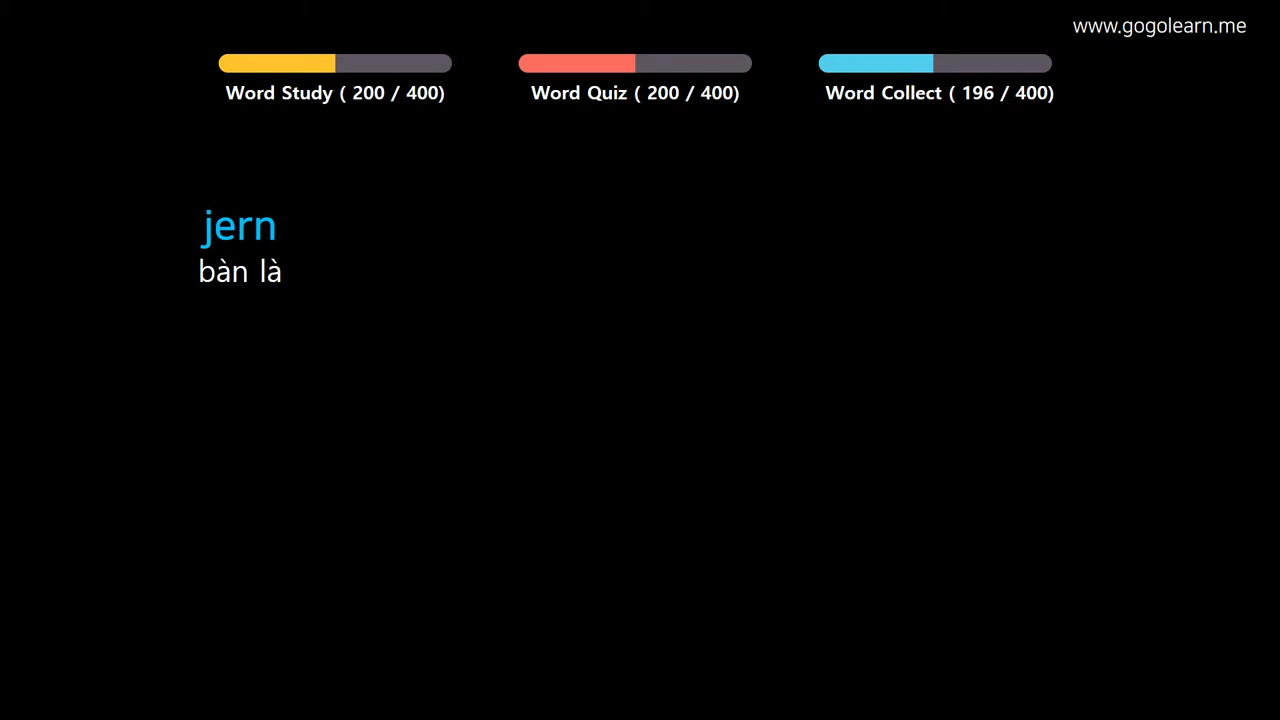 www.gogolearn.me
Word Study ( 200 / 400)
Word Quiz ( 200 / 400)
Word Collect ( 196 / 400)
jern
bàn là